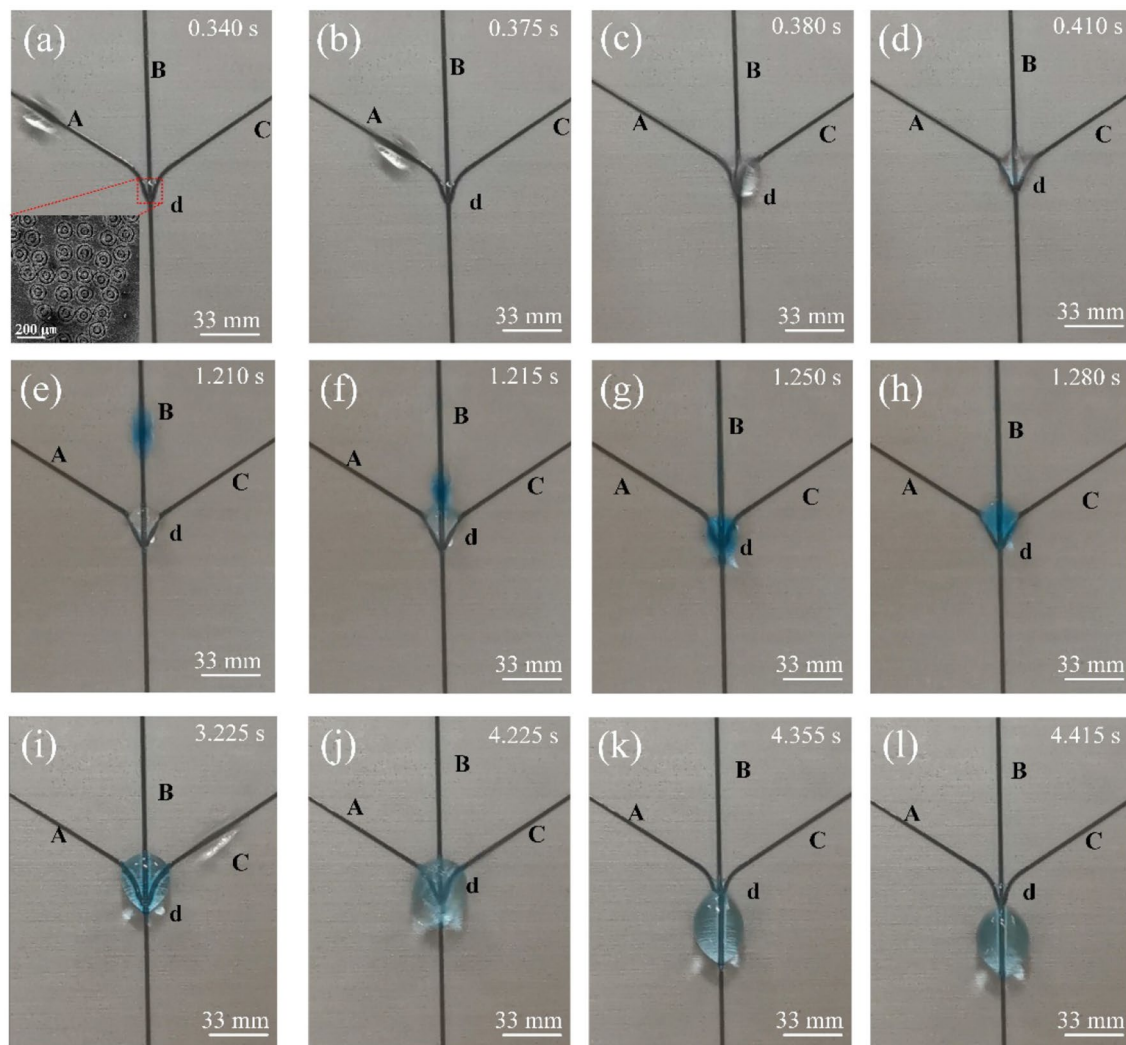 (a) 0.340 s
B
A
C
d
200 μm
33 mm
(b) 0.375 s
B
A
C
d
33 mm
(c) 0.380 s
B
A
C
d
33 mm
(d) 0.410 s
B
A
C
d
33 mm
(e) 1.210 s
B
A
C
d
33 mm
(f) 1.215 s
B
A
C
d
33 mm
(g) 1.250 s
B
A
C
d
33 mm
(h) 1.280 s
B
A
C
d
33 mm
(i) 3.225 s
B
A
C
d
33 mm
(j) 4.225 s
B
A
C
d
33 mm
(k) 4.355 s
B
A
C
d
33 mm
(l) 4.415 s
B
A
C
d
33 mm